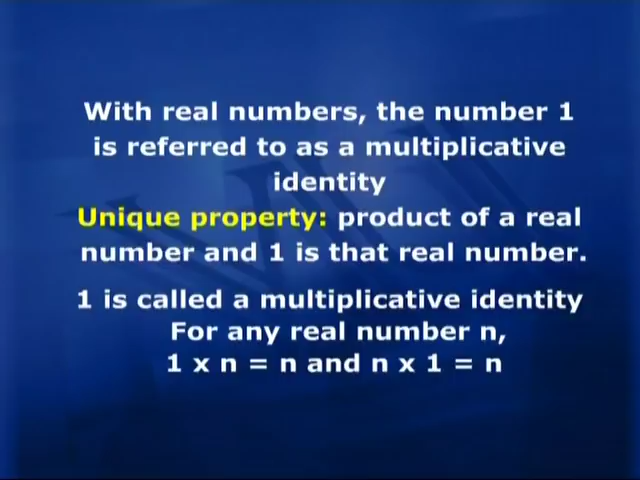 With real numbers, the number 1
is referred to as a multiplicative
identity
Unique property: product of a real
number and 1 is that real number.
1 is called a multiplicative identity
For any real number n,
1 x n = n and n x 1 = n